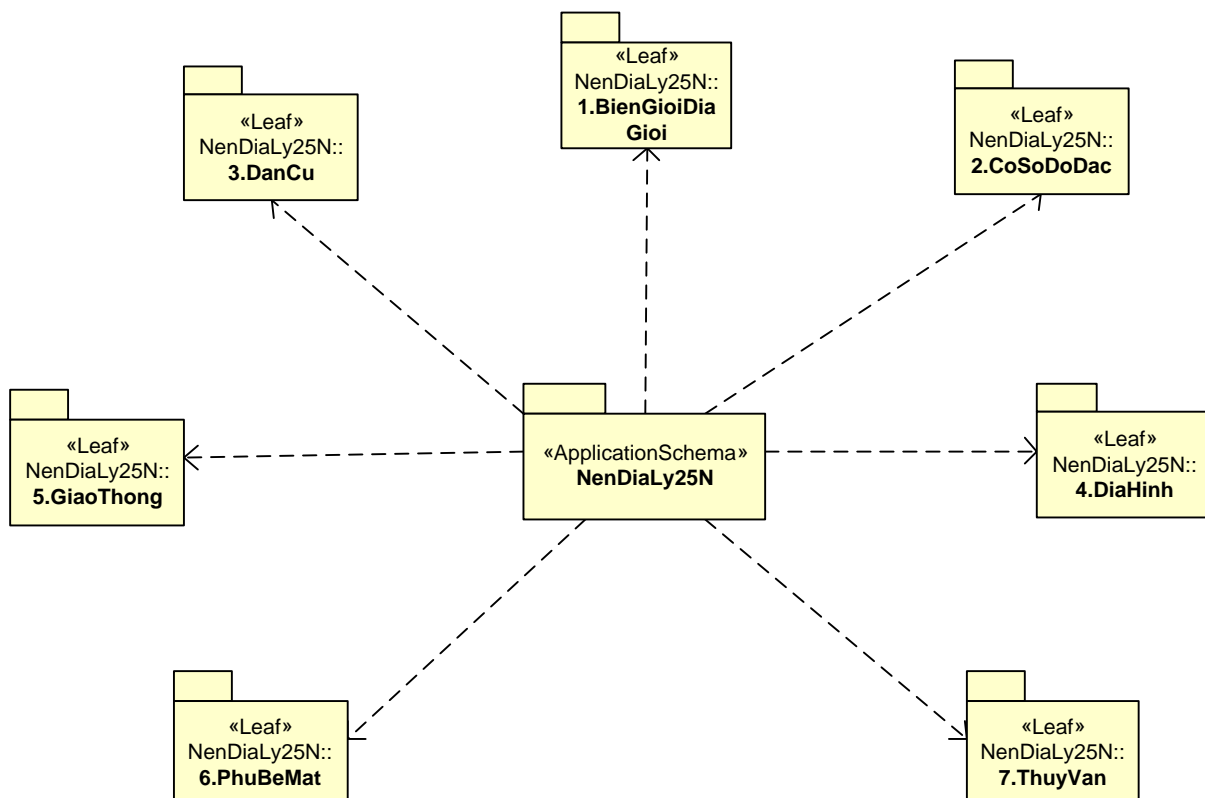 «Leaf»
NenDiaLy25N::
1.BienGioiDia
Gioi
«Leaf»
NenDiaLy25N::
3.DanCu
«Leaf»
NenDiaLy25N::
2.CoSoDoDac
«Leaf»
NenDiaLy25N::
5.GiaoThong
«ApplicationSchema»
NenDiaLy25N
«Leaf»
NenDiaLy25N::
4.DiaHinh
«Leaf»
NenDiaLy25N::
6.PhuBeMat
«Leaf»
NenDiaLy25N::
7.ThuyVan